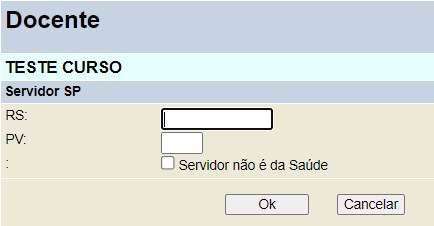 Docente
TESTE CURSO
Servidor SP
RS:
PV:
: Servidor não é da Saúde
Ok Cancelar